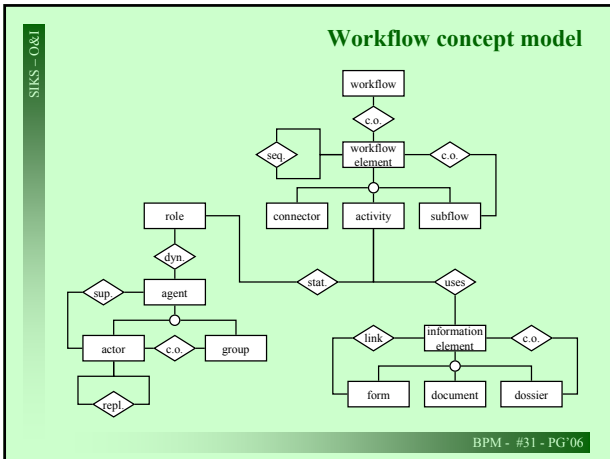 Workflow concept model
SIKS – O&I
workflow
c.o.
seq.
workflow
element
c.o.
connector
activity
subflow
role
dyn.
stat.
uses
sup.
agent
link
information
element
c.o.
actor
c.o.
group
form
document
dossier
repl.
BPM - #31 - PG'06